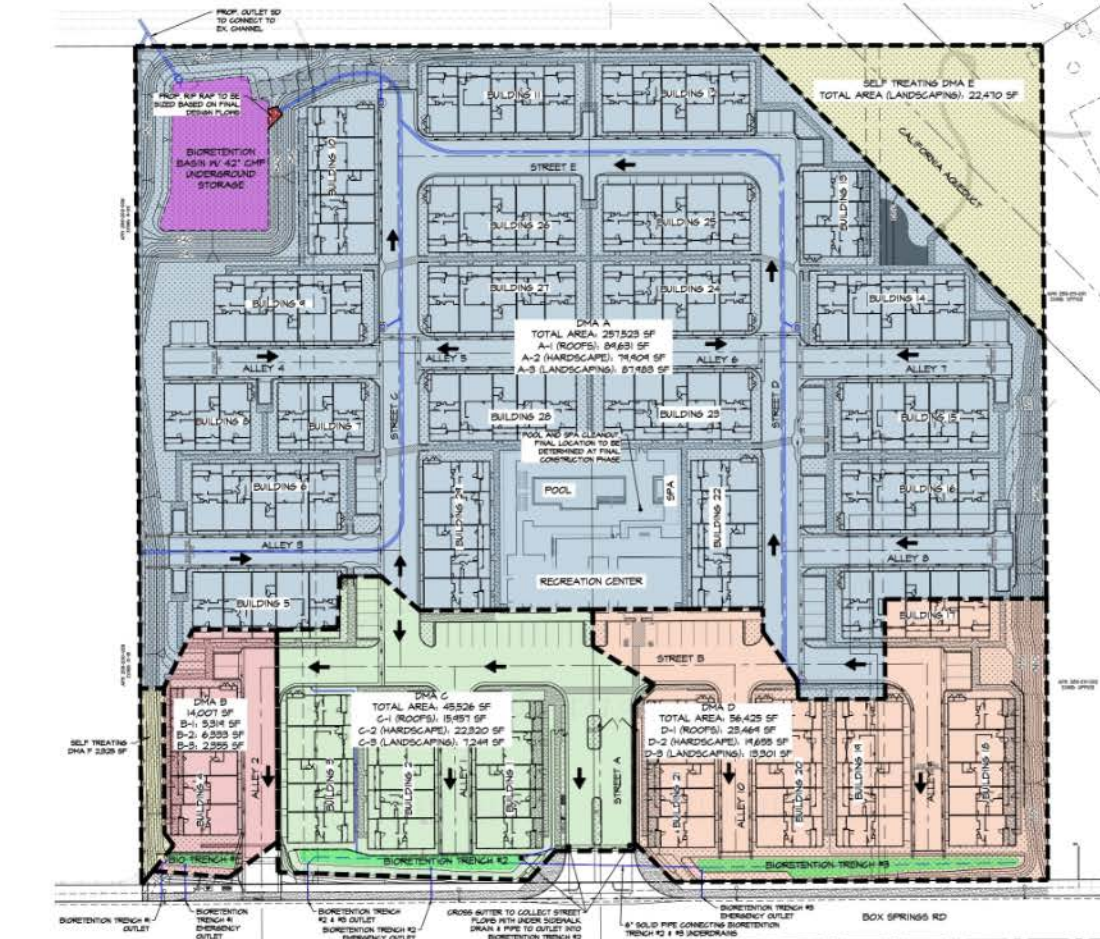 PROP. OUTLET SD
TO CONNECT TO
EX. CHANNEL
PROP. RIP RAP TO BE
SIZED BASED ON FINAL
DESIGN FLOWS
BIORETENTION
BASIN W/ 42" CMP
UNDERGROUND
STORAGE
BUILDING 10
BUILDING 11
BUILDING 12
SELF TREATING DMA E
TOTAL AREA (LANDSCAPING): 22,470 SF
CALIFORNIA AQUEDUCT
STREET E
BUILDING 13
BUILDING 26
BUILDING 25
BUILDING 9
BUILDING 27
BUILDING 24
BUILDING 14
DMA A
TOTAL AREA: 257,523 SF
A-1 (ROOFS): 89,631 SF
A-2 (HARDSCAPE): 79,909 SF
A-3 (LANDSCAPING): 87,983 SF
ALLEY 4
ALLEY 5
ALLEY 6
ALLEY 7
STREET C
STREET D
BUILDING 8
BUILDING 7
BUILDING 28
BUILDING 23
BUILDING 15
POOL AND SPA CLEANOUT
FINAL LOCATION TO BE
DETERMINED AT FINAL
CONSTRUCTION PHASE
BUILDING 6
POOL
SPA
BUILDING 22
BUILDING 16
ALLEY 3
ALLEY 8
RECREATION CENTER
BUILDING 5
BUILDING 17
STREET B
DMA B
14,007 SF
B-1: 5,319 SF
B-2: 6,333 SF
B-3: 2,355 SF
DMA C
TOTAL AREA: 45,526 SF
C-1 (ROOFS): 15,957 SF
C-2 (HARDSCAPE): 22,320 SF
C-3 (LANDSCAPING): 7,249 SF
DMA D
TOTAL AREA: 56,425 SF
D-1 (ROOFS): 23,469 SF
D-2 (HARDSCAPE): 19,655 SF
D-3 (LANDSCAPING): 13,301 SF
SELF TREATING
DMA F 2,525 SF
BUILDING 4
ALLEY 2
BUILDING 3
BUILDING 2
ALLEY 1
BUILDING 1
STREET A
BUILDING 21
ALLEY 10
BUILDING 20
BUILDING 19
BUILDING 18
BIORETENTION TRENCH #2
BIORETENTION TRENCH #3
BIORETENTION TRENCH #1
OUTLET
BIORETENTION
TRENCH #1
EMERGENCY
OUTLET
BIORETENTION TRENCH
#2 & #3 OUTLET
BIORETENTION TRENCH #2
EMERGENCY OUTLET
CROSS GUTTER TO COLLECT STREET
FLOWS WITH UNDER SIDEWALK
DRAIN & PIPE TO OUTLET INTO
BIORETENTION TRENCH #2
BIORETENTION TRENCH #3
EMERGENCY OUTLET
6" SOLID PIPE CONNECTING BIORETENTION
TRENCH #2 & #3 UNDERDRAINS
BOX SPRINGS RD